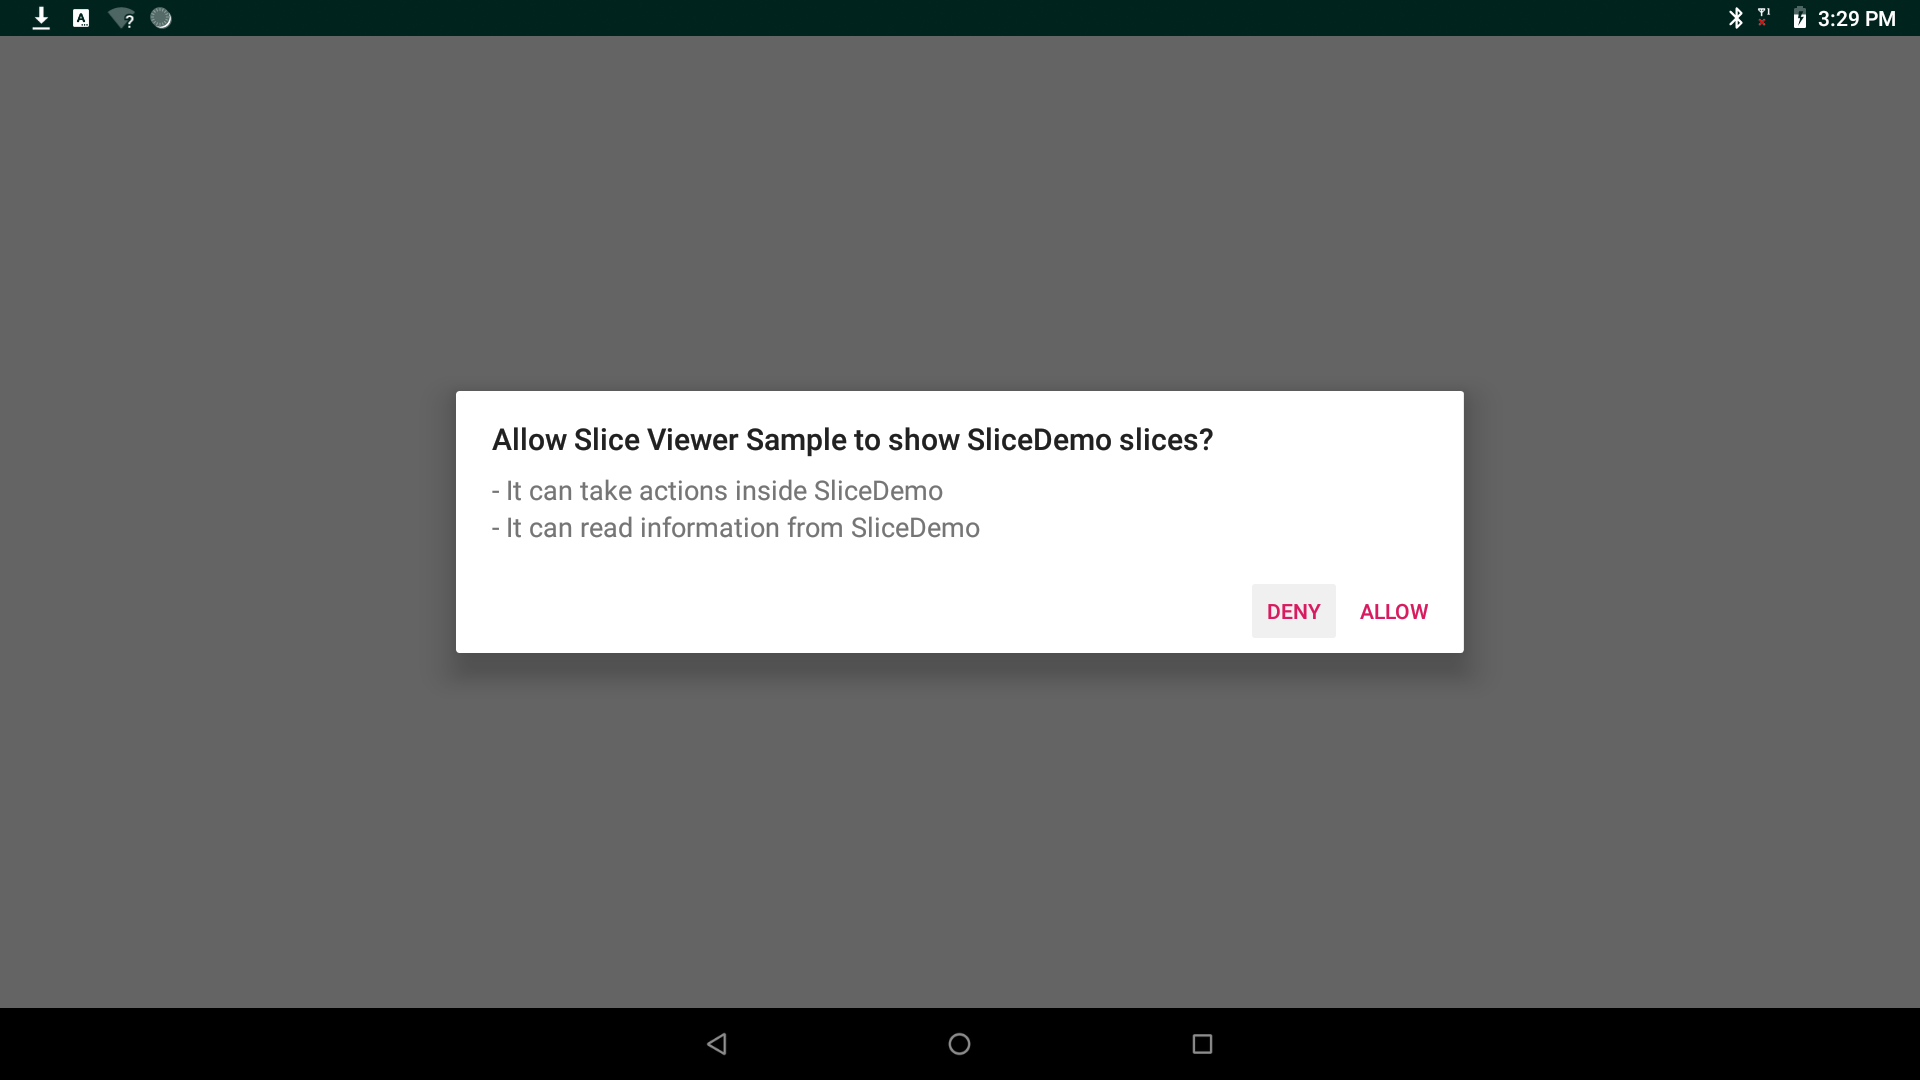 3:29 PM
Allow Slice Viewer Sample to show SliceDemo slices?
- It can take actions inside SliceDemo
- It can read information from SliceDemo
DENY ALLOW